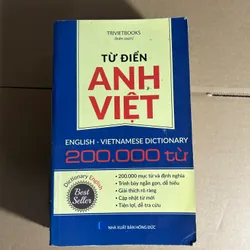 TRIVIETBOOKS
(biên soạn)
TỪ ĐIỂN
ANH
VIỆT
ENGLISH - VIETNAMESE DICTIONARY
200.000 từ
Dictionary English
Best
Seller
• 200.000 mục từ và định nghĩa
• Trình bày ngắn gọn, dễ hiểu
• Giải thích rõ ràng
• Cập nhật từ mới
• Tiện lợi, dễ tra cứu
NHÀ XUẤT BẢN HỒNG ĐỨC